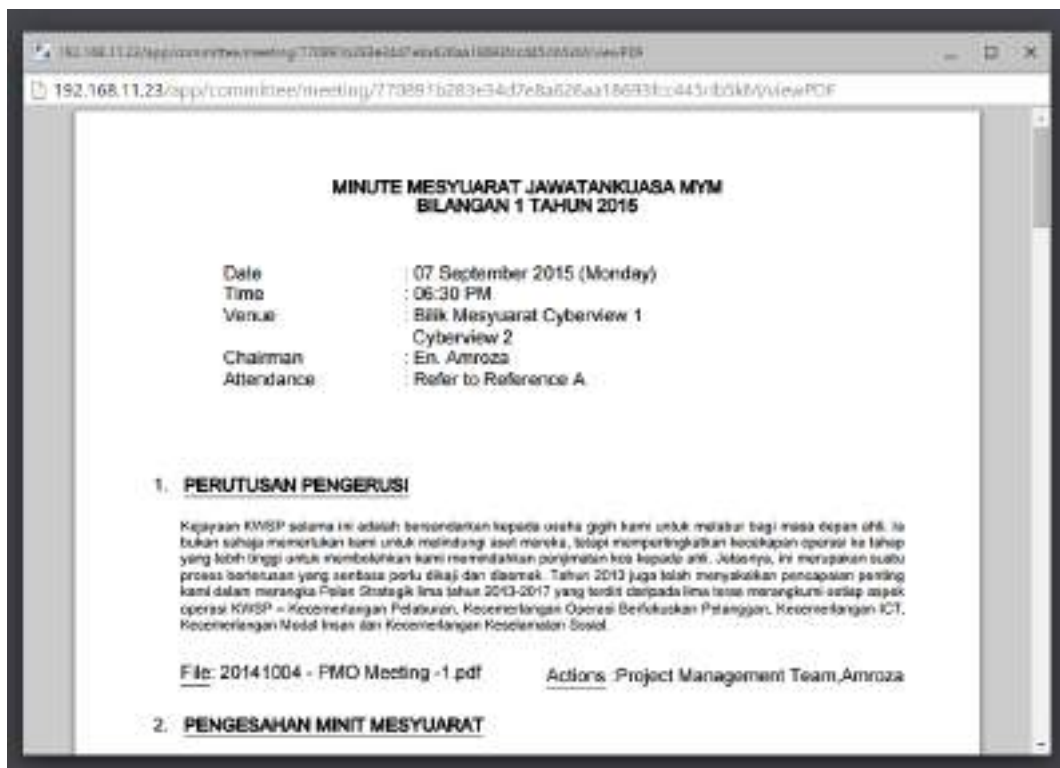 192.168.11.23/app/committee/meeting/
MINUTE MESYUARAT JAWATANKUASA MYM
BILANGAN 1 TAHUN 2015
Date : 07 September 2015 (Monday)
Time : 06:30 PM
Venue : Bilik Mesyuarat Cyberview 1
Cyberview 2
Chairman : En. Amroza
Attendance : Refer to Reference A
1. PERUTUSAN PENGERUSI
Kejayaan KWSP selama ini adalah bersandarkan kepada usaha gigih kami untuk melabur bagi masa depan ahli. Ia
bukan sahaja memerlukan kami untuk melindungi aset mereka, tetapi mempertingkatkan kecekapan operasi ke tahap
yang lebih tinggi untuk membolehkan kami memindahkan penjimatan kos kepada ahli. Jelasnya, ini merupakan suatu
proses berterusan yang sentiasa perlu dikaji dan disemak. Tahun 2013 juga telah menyaksikan pencapaian penting
kami dalam merangka Pelan Strategik lima tahun 2013-2017 yang terdiri daripada lima teras merangkumi setiap aspek
operasi KWSP – Kecemerlangan Pelaburan, Kecemerlangan Operasi Berfokuskan Pelanggan, Kecemerlangan ICT,
Kecemerlangan Modal Insan dan Kecemerlangan Keselamatan Sosial.
File: 20141004 - PMO Meeting -1.pdf Actions :Project Management Team,Amroza
2. PENGESAHAN MINIT MESYUARAT